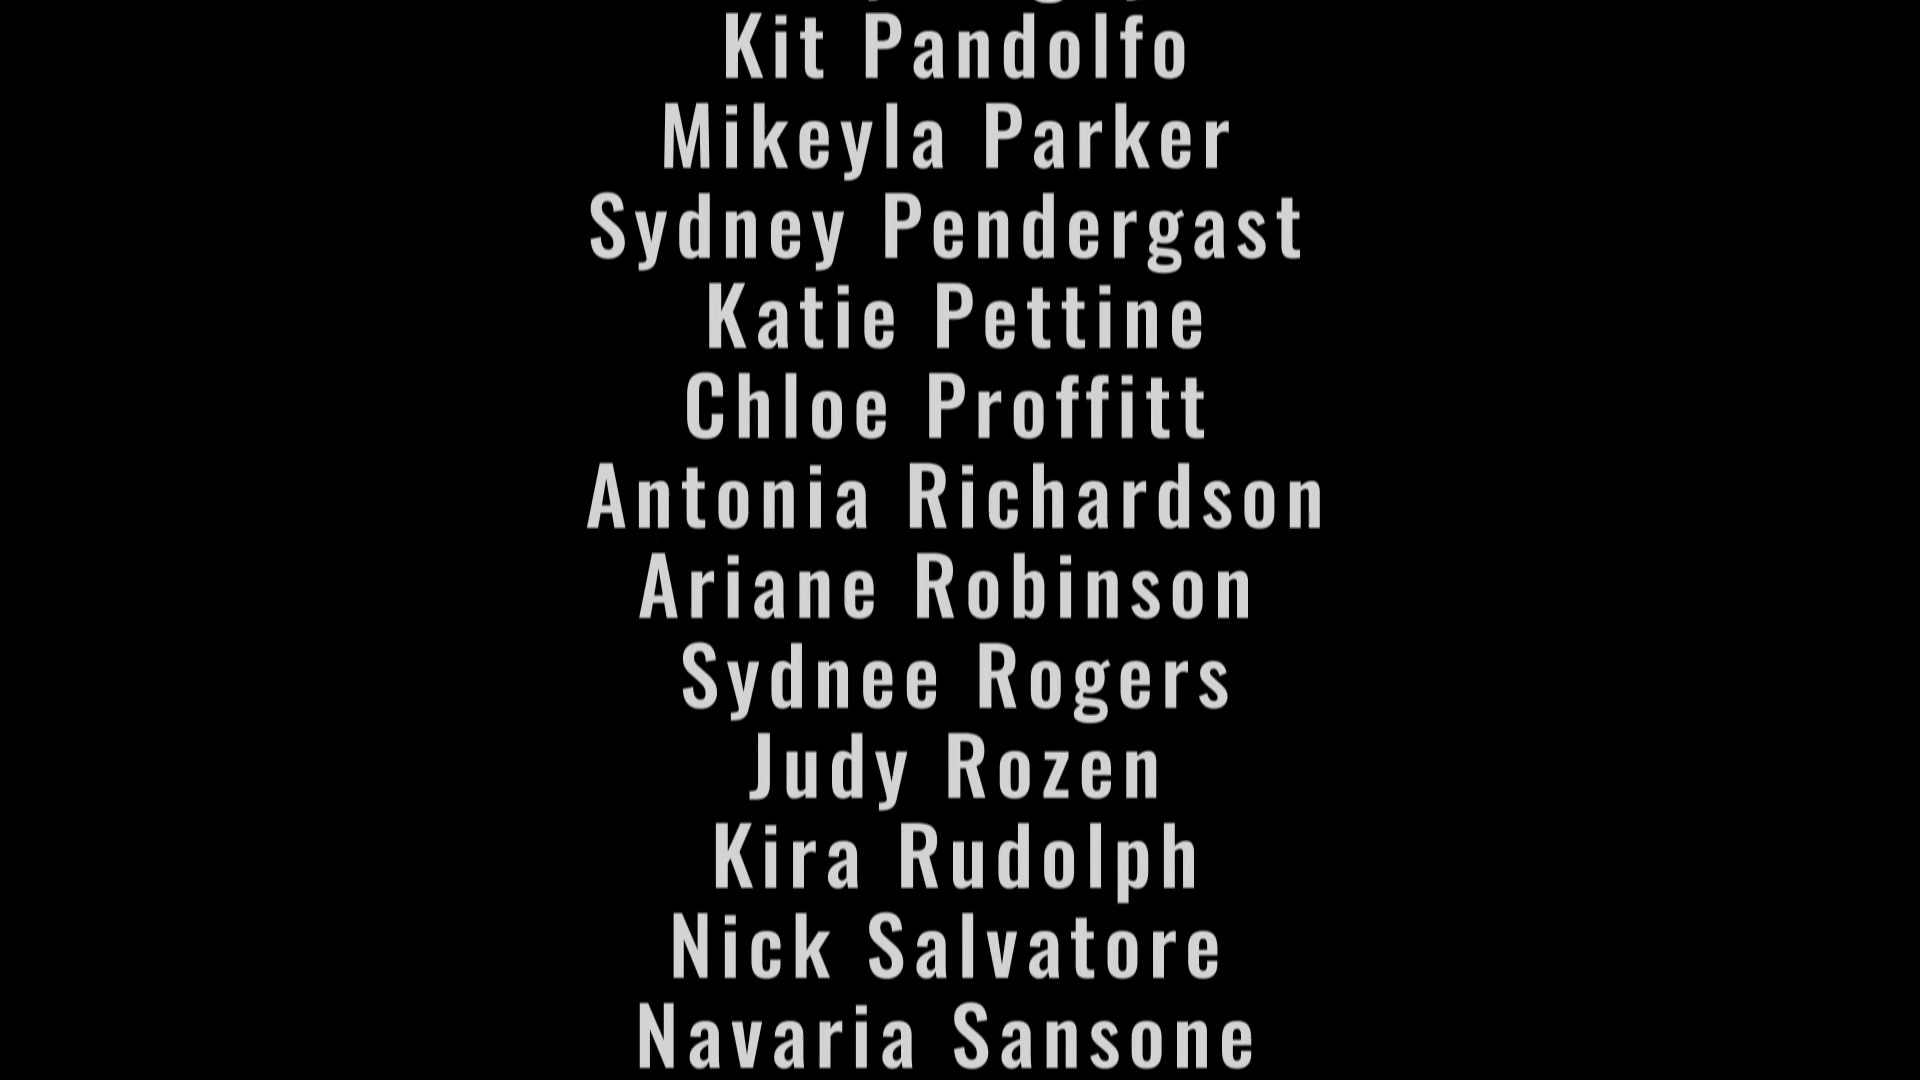 Kit Pandolfo
Mikeyla Parker
Sydney Pendergast
Katie Pettine
Chloe Proffitt
Antonia Richardson
Ariane Robinson
Sydnee Rogers
Judy Rozen
Kira Rudolph
Nick Salvatore
Navaria Sansone